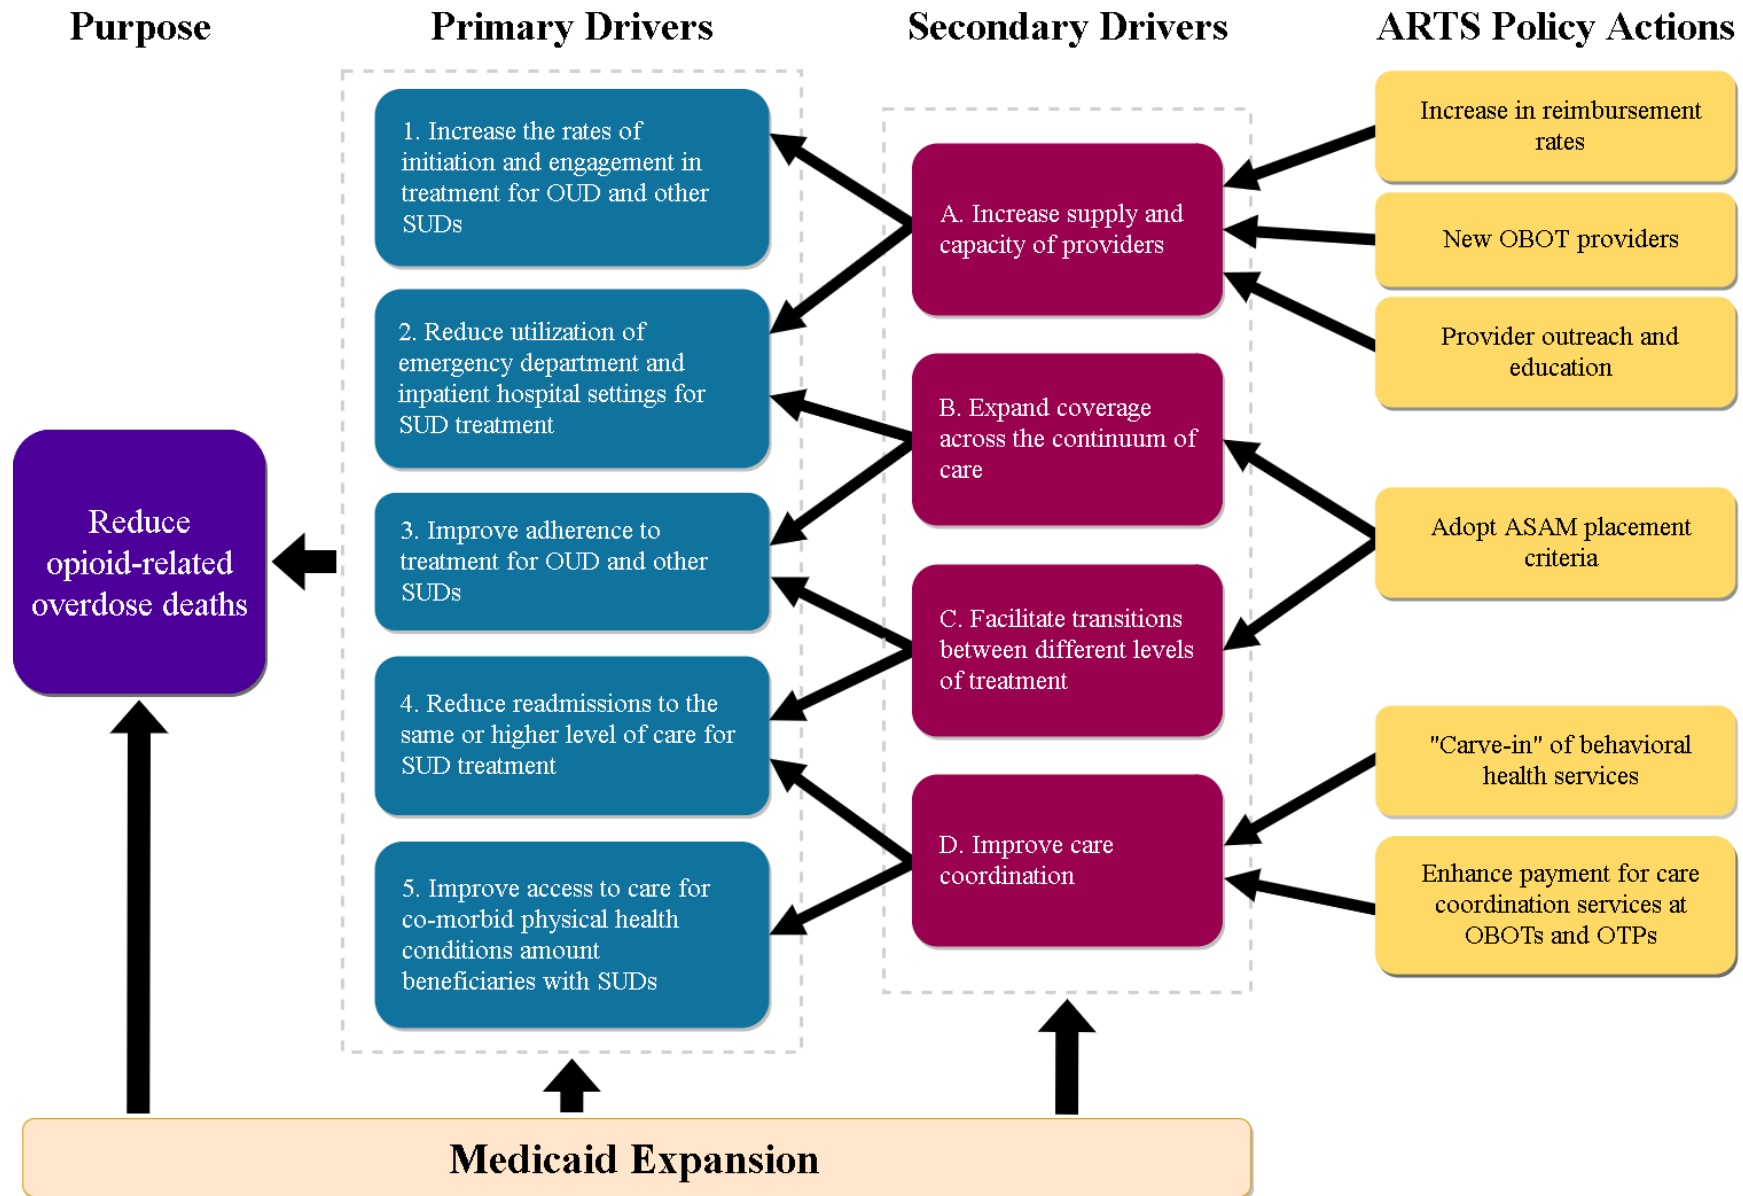 Purpose
Primary Drivers
Secondary Drivers
ARTS Policy Actions
Reduce
opioid-related
overdose deaths
1. Increase the rates of
initiation and engagement in
treatment for OUD and other
SUDs
2. Reduce utilization of
emergency department and
inpatient hospital settings for
SUD treatment
3. Improve adherence to
treatment for OUD and other
SUDs
4. Reduce readmissions to the
same or higher level of care for
SUD treatment
5. Improve access to care for
co-morbid physical health
conditions amount
beneficiaries with SUDs
A. Increase supply and
capacity of providers
B. Expand coverage
across the continuum of
care
C. Facilitate transitions
between different levels
of treatment
D. Improve care
coordination
Increase in reimbursement
rates
New OBOT providers
Provider outreach and
education
Adopt ASAM placement
criteria
"Carve-in" of behavioral
health services
Enhance payment for care
coordination services at
OBOTs and OTPs
Medicaid Expansion